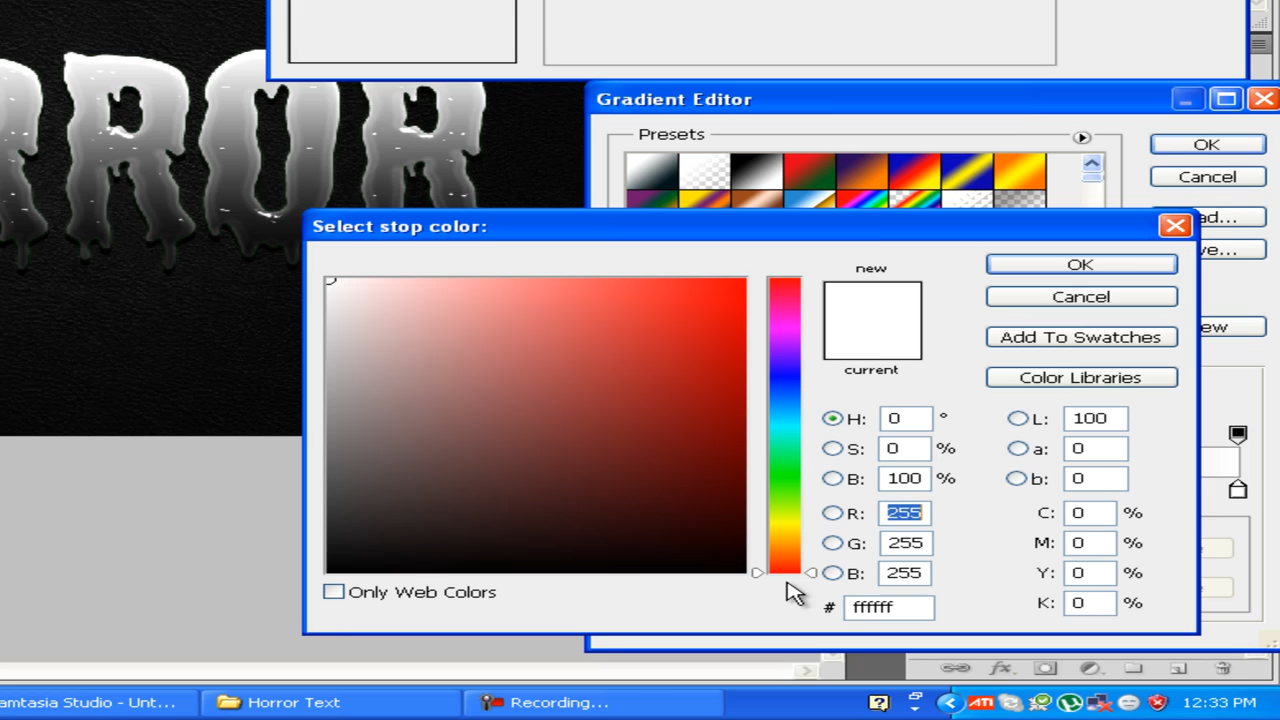 RROR
Gradient Editor
Presets
OK
Cancel
ad...
ve...
ew
Select stop color:
new
current
OK
Cancel
Add To Swatches
Color Libraries
H: 0 °
S: 0 %
B: 100 %
R: 255
G: 255
B: 255
# ffffff
L: 100
a: 0
b: 0
C: 0 %
M: 0 %
Y: 0 %
K: 0 %
Only Web Colors
amtasia Studio - Unt...
Horror Text
Recording...
ATI
12:33 PM